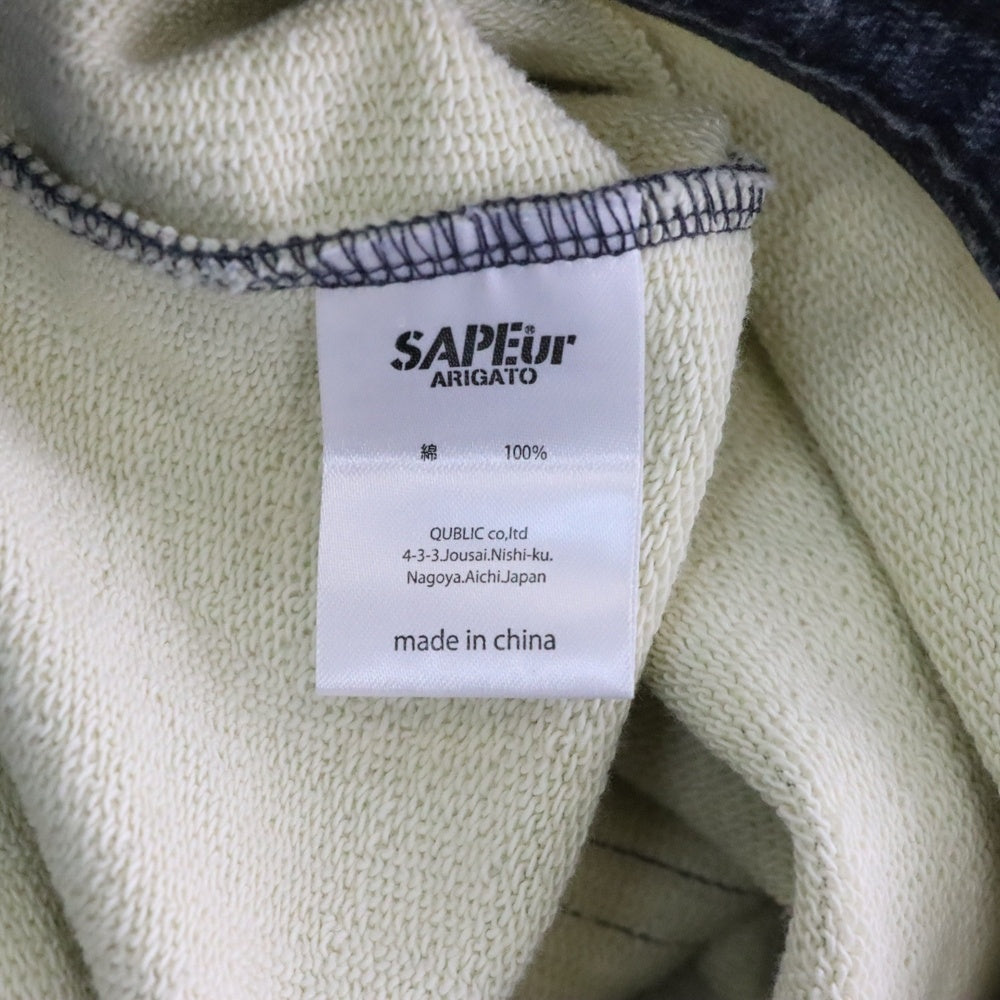 SAPEur®
ARIGATO
綿 100%
QUBLIC co,ltd
4-3-3.Jousai.Nishi-ku.
Nagoya.Aichi.Japan
made in china